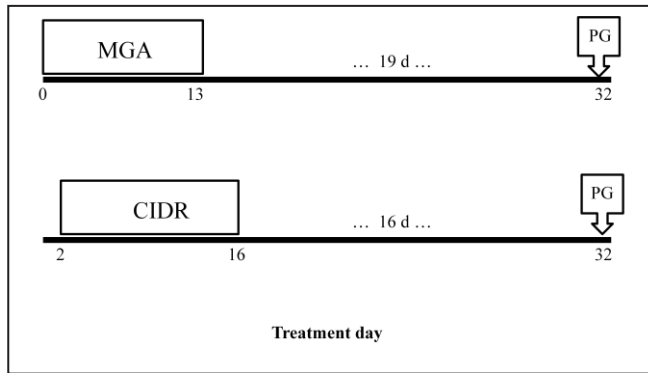 MGA
PG
... 19 d ...
0 13 32
CIDR
PG
... 16 d ...
2 16 32
Treatment day